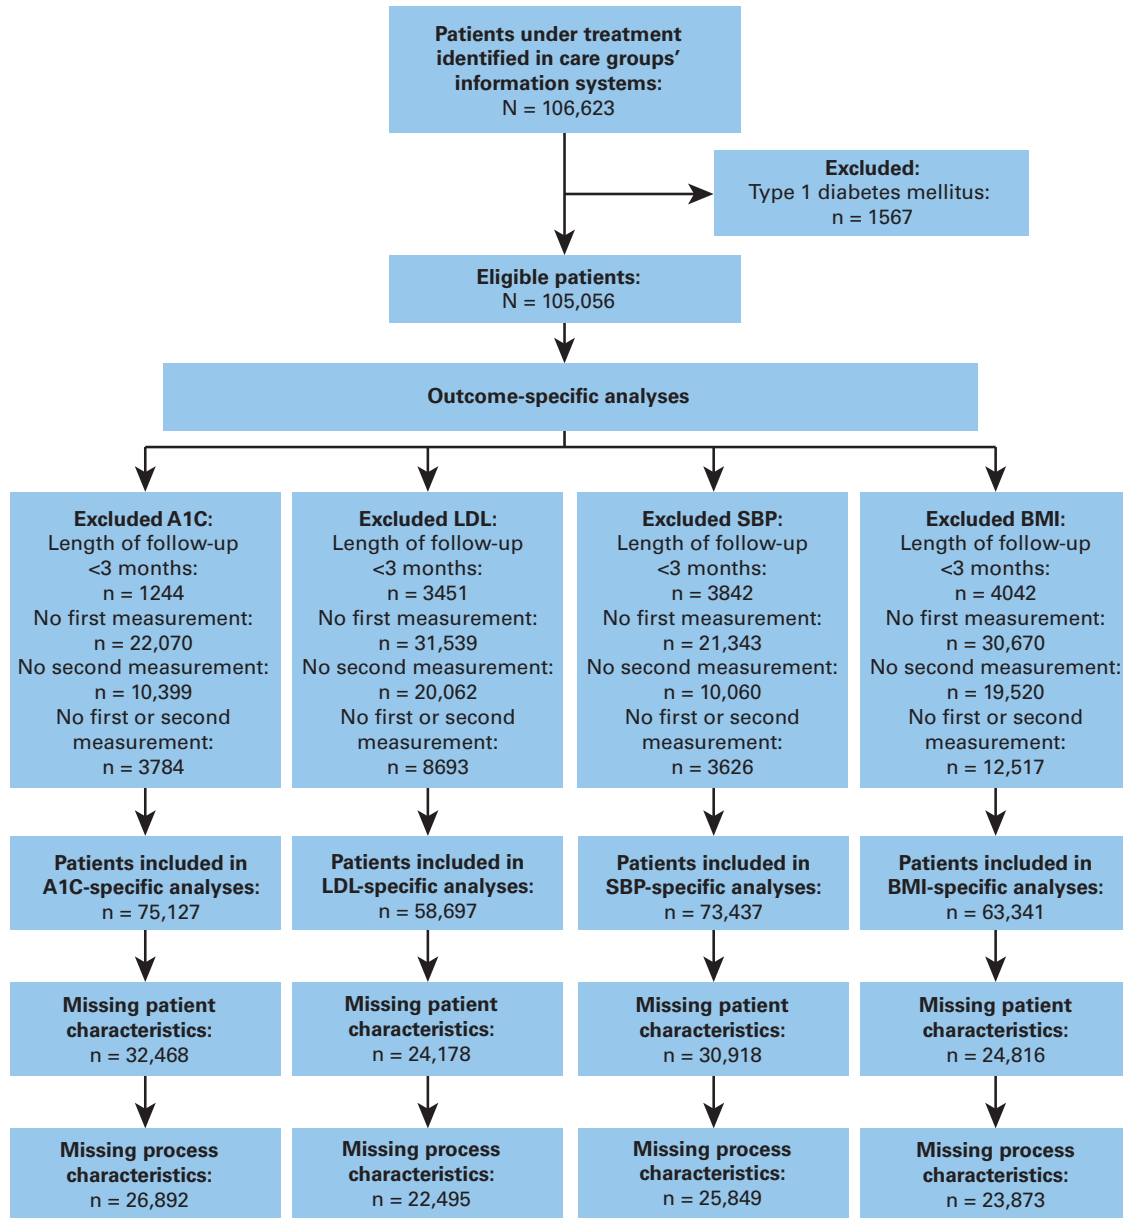 Patients under treatment
identified in care groups’
information systems:
N = 106,623
Excluded:
Type 1 diabetes mellitus:
n = 1567
Eligible patients:
N = 105,056
Outcome-specific analyses
Excluded A1C:
Length of follow-up
<3 months:
n = 1244
No first measurement:
n = 22,070
No second measurement:
n = 10,399
No first or second
measurement:
n = 3784
Excluded LDL:
Length of follow-up
<3 months:
n = 3451
No first measurement:
n = 31,539
No second measurement:
n = 20,062
No first or second
measurement:
n = 8693
Excluded SBP:
Length of follow-up
<3 months:
n = 3842
No first measurement:
n = 21,343
No second measurement:
n = 10,060
No first or second
measurement:
n = 3626
Excluded BMI:
Length of follow-up
<3 months:
n = 4042
No first measurement:
n = 30,670
No second measurement:
n = 19,520
No first or second
measurement:
n = 12,517
Patients included in
A1C-specific analyses:
n = 75,127
Patients included in
LDL-specific analyses:
n = 58,697
Patients included in
SBP-specific analyses:
n = 73,437
Patients included in
BMI-specific analyses:
n = 63,341
Missing patient
characteristics:
n = 32,468
Missing patient
characteristics:
n = 24,178
Missing patient
characteristics:
n = 30,918
Missing patient
characteristics:
n = 24,816
Missing process
characteristics:
n = 26,892
Missing process
characteristics:
n = 22,495
Missing process
characteristics:
n = 25,849
Missing process
characteristics:
n = 23,873